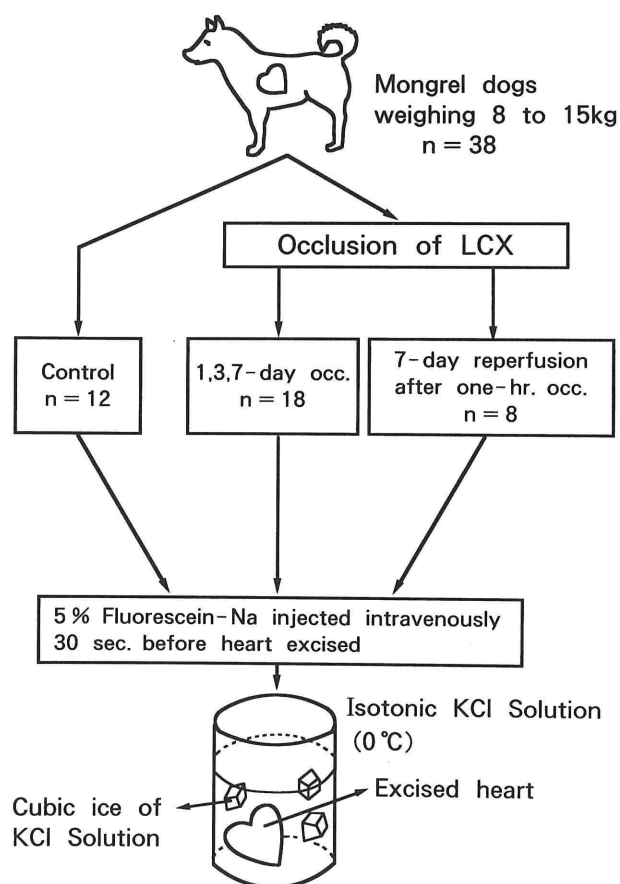 Mongrel dogs
weighing 8 to 15kg
n = 38
Occlusion of LCX
Control
n = 12
1,3,7-day occ.
n = 18
7-day reperfusion
after one-hr. occ.
n = 8
5% Fluorescein-Na injected intravenously
30 sec. before heart excised
Isotonic KCl Solution
(0℃)
Excised heart
Cubic ice of
KCl Solution